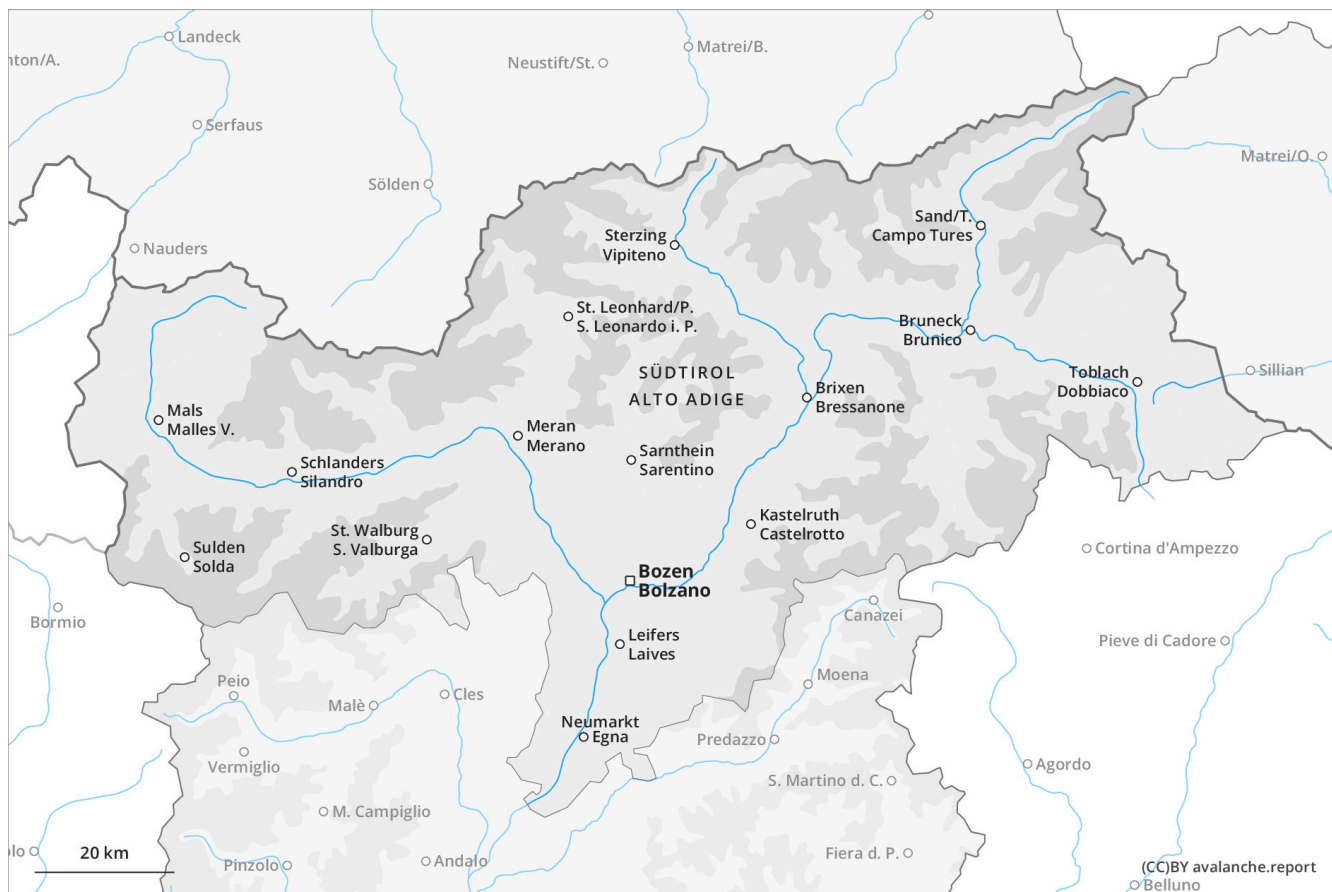 Landeck
Matrei/B.
nton/A.
Neustift/St.
Serfaus
Matrei/O.
Sölden
Sand/T.
Campo Tures
Sterzing
Vipiteno
Nauders
St. Leonhard/P.
S. Leonardo i. P.
Bruneck
Brunico
SÜDTIROL
ALTO ADIGE
Toblach
Dobbiaco
Sillian
Brixen
Bressanone
Mals
Malles V.
Meran
Merano
Sarnthein
Sarentino
Schlanders
Silandro
Kastelruth
Castelrotto
St. Walburg
S. Valburga
Sulden
Solda
Cortina d'Ampezzo
Bozen
Bolzano
Bormio
Canazei
Leifers
Laives
Pieve di Cadore
Peio
Malè
Cles
Moena
Neumarkt
Egna
Predazzo
Vermiglio
Agordo
S. Martino d. C.
M. Campiglio
olo
20 km
Pinzolo
Andalo
Fiera d. P.
(CC)BY avalanche.report
Belluno